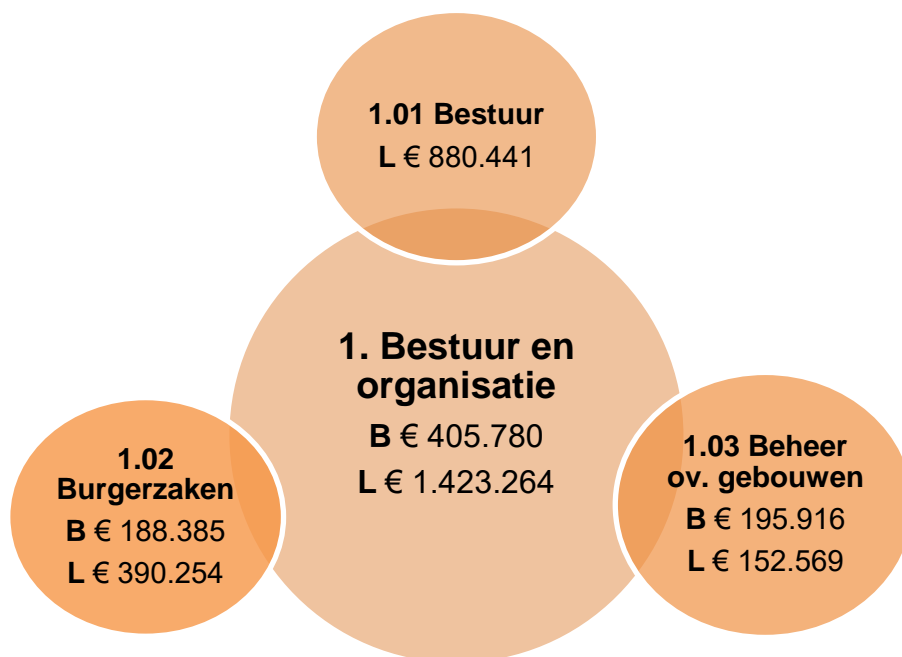 1.01 Bestuur
L € 880.441
1. Bestuur en
organisatie
B € 405.780
L € 1.423.264
1.02
Burgerzaken
B € 188.385
L € 390.254
1.03 Beheer
ov. gebouwen
B € 195.916
L € 152.569